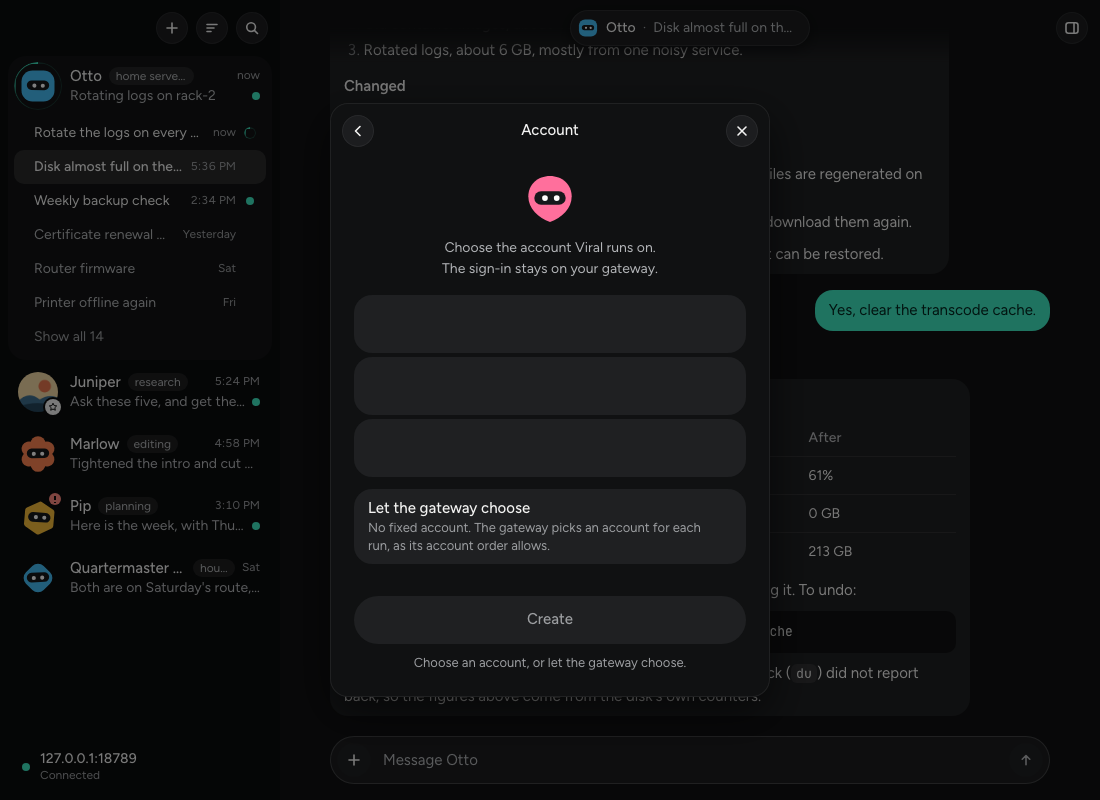 Otto home serve... now
Rotating logs on rack-2
Rotate the logs on every ... now
Disk almost full on the... 5:36 PM
Weekly backup check 2:34 PM
Certificate renewal ... Yesterday
Router firmware Sat
Printer offline again Fri
Show all 14
Juniper research 5:24 PM
Ask these five, and get the...
Marlow editing 4:58 PM
Tightened the intro and cut ...
Pip planning 3:10 PM
Here is the week, with Thu...
Quartermaster ... hou... Sat
Both are on Saturday's route,...
127.0.0.1:18789
Connected
Otto · Disk almost full on th...
3. Rotated logs, about 6 GB, mostly from one noisy service.
Changed
are regenerated on
download them again.
can be restored.
Yes, clear the transcode cache.
After
61%
0 GB
213 GB
it. To undo:
(du) did not report
back, so the figures above come from the disk's own counters.
Account
Choose the account Viral runs on.
The sign-in stays on your gateway.
Let the gateway choose
No fixed account. The gateway picks an account for each
run, as its account order allows.
Create
Choose an account, or let the gateway choose.
Message Otto